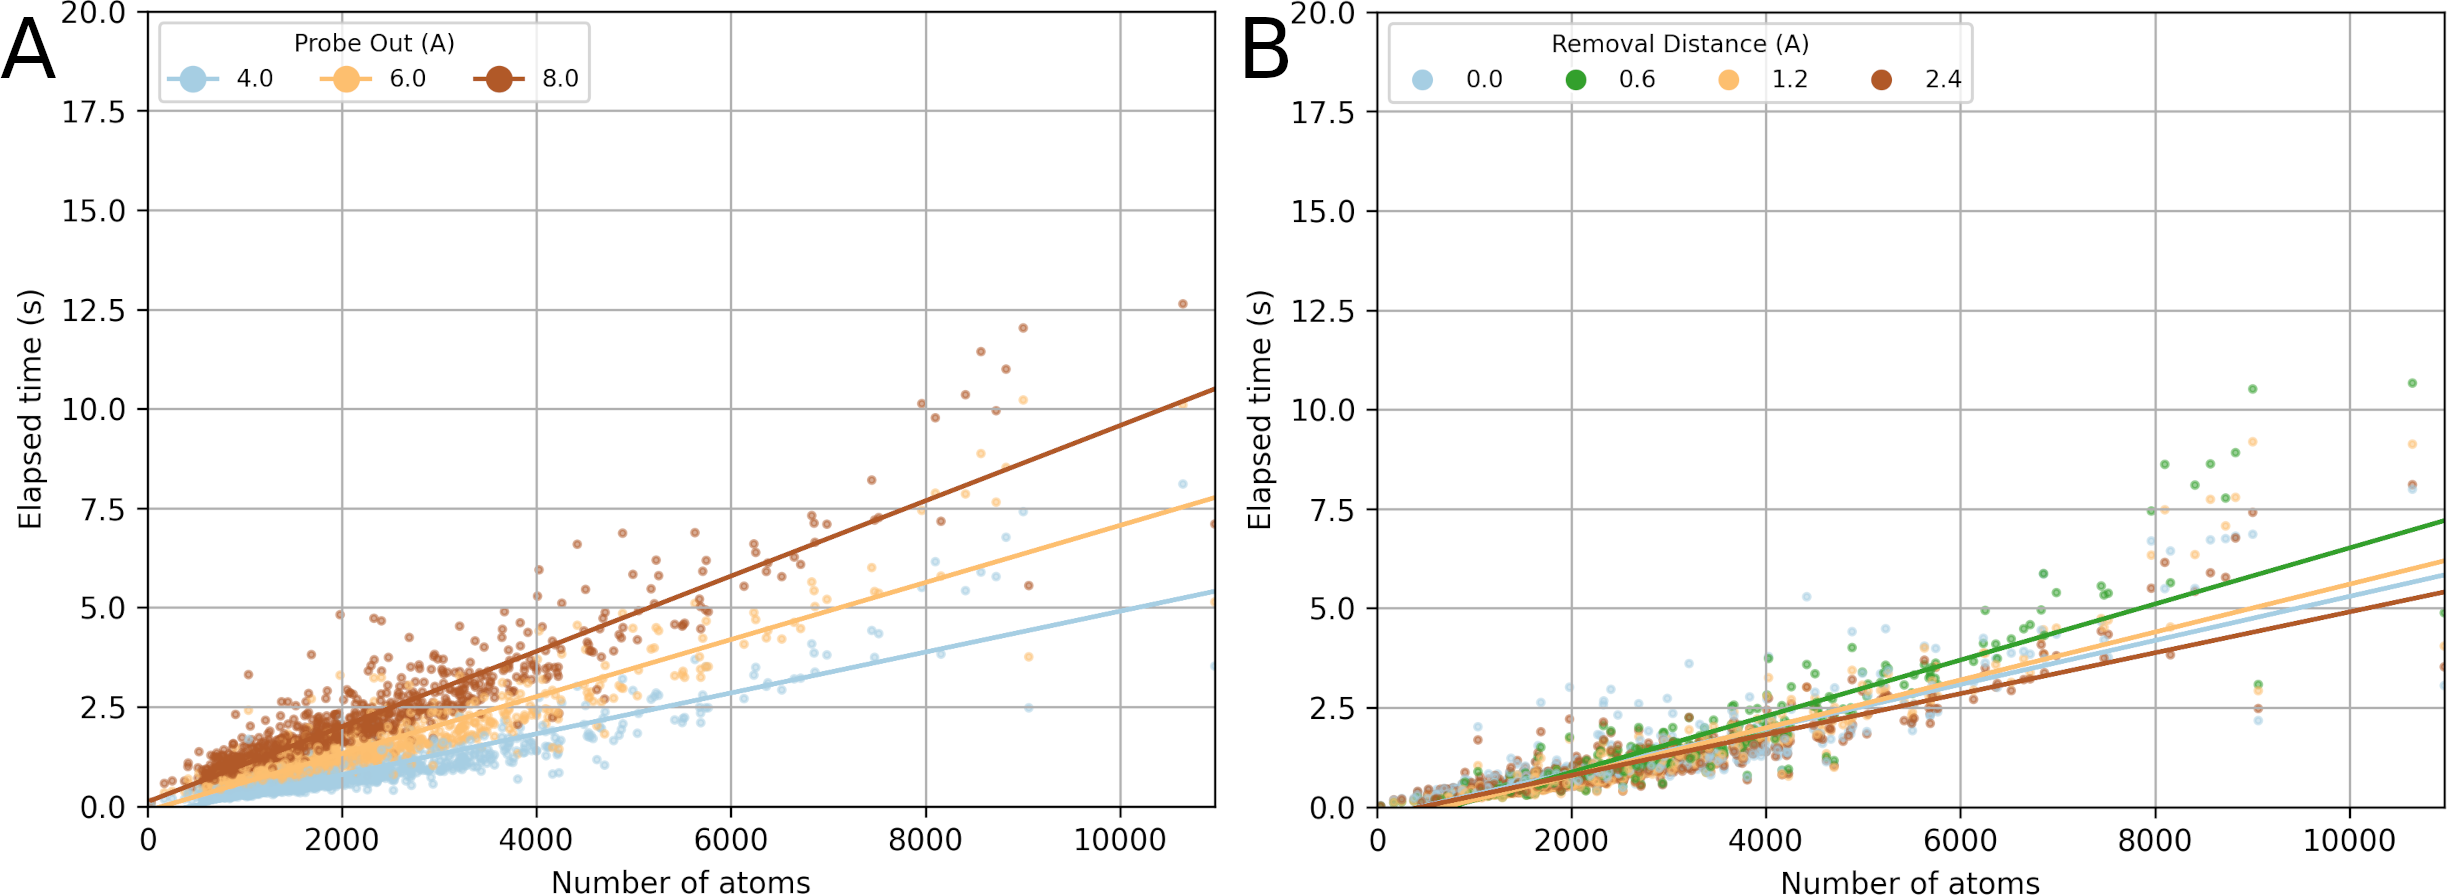 A
Probe Out (A)
4.0 6.0 8.0
20.0
17.5
15.0
12.5
10.0
7.5
5.0
2.5
0.0
Elapsed time (s)
0 2000 4000 6000 8000 10000
Number of atoms
B
Removal Distance (A)
0.0 0.6 1.2 2.4
20.0
17.5
15.0
12.5
10.0
7.5
5.0
2.5
0.0
Elapsed time (s)
0 2000 4000 6000 8000 10000
Number of atoms